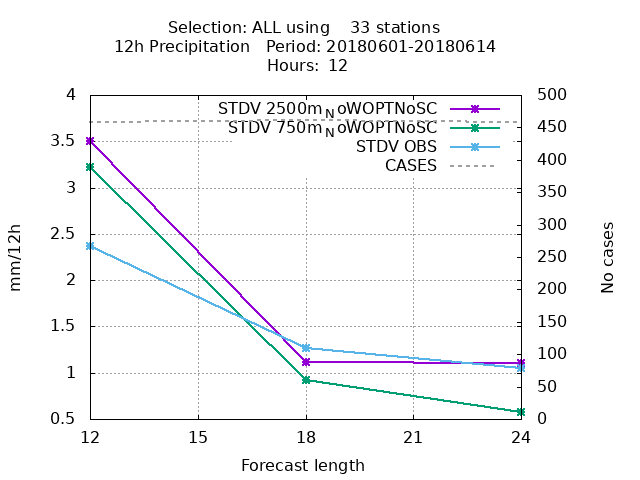 Selection: ALL using 33 stations
12h Precipitation Period: 20180601-20180614
Hours: 12
4 500
STDV 2500mNoWOPTNoSC
STDV 750mNoWOPTNoSC
STDV OBS
CASES
3.5
3
2.5
2
1.5
1
0.5
450
400
350
300
250
200
150
100
50
0
mm/12h
No cases
12 15 18 21 24
Forecast length